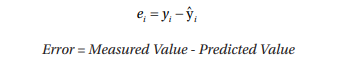 eᵢ = yᵢ − ŷᵢ
Error = Measured Value - Predicted Value